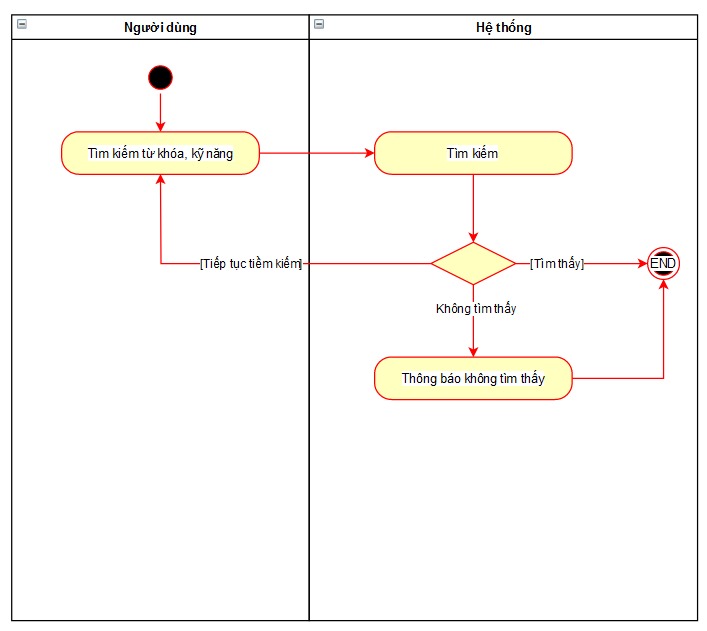 Người dùng
Hệ thống
Tìm kiếm từ khóa, kỹ năng
Tìm kiếm
[Tiếp tục tiềm kiếm]
[Tìm thấy]
END
Không tìm thấy
Thông báo không tìm thấy